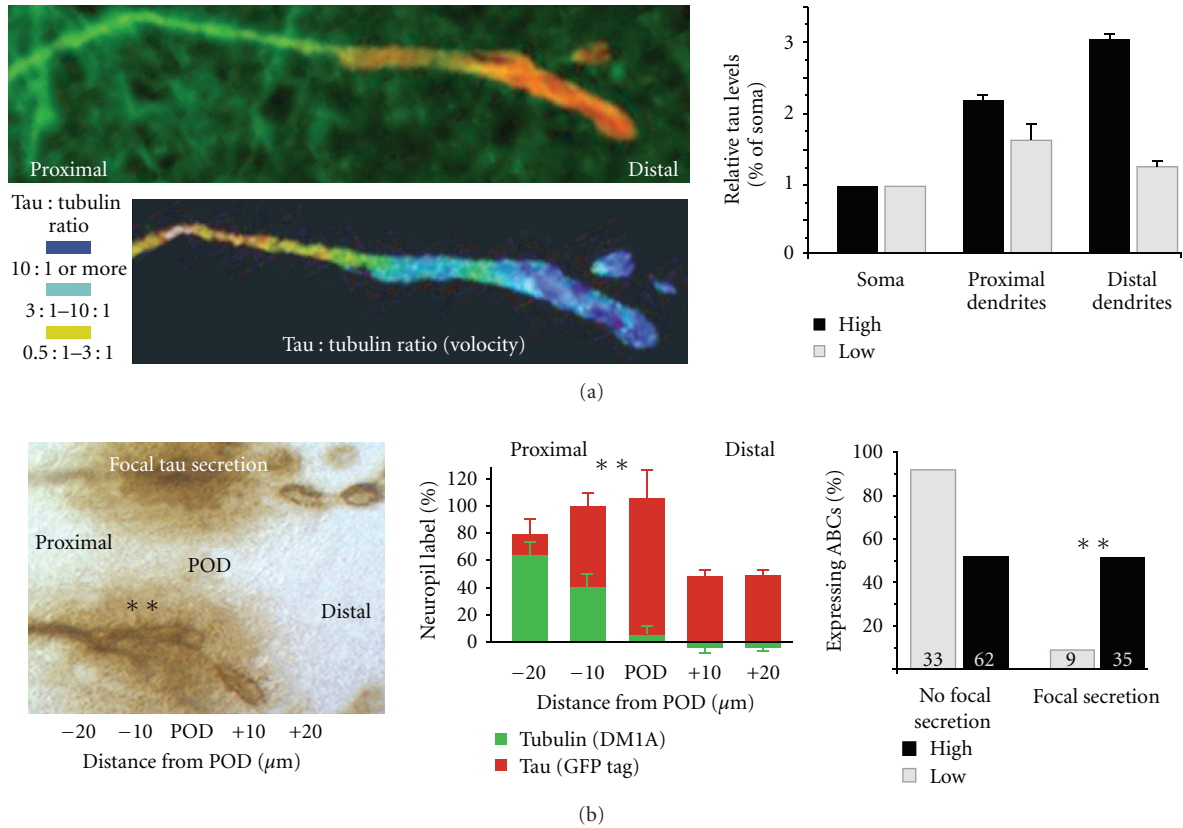 Proximal
Distal
Tau : tubulin
ratio
10 : 1 or more
3 : 1–10 : 1
0.5 : 1–3 : 1
Tau : tubulin ratio (volocity)
Relative tau levels
(% of soma)
3
2
1
0
Soma
Proximal
dendrites
Distal
dendrites
High
Low
(a)
Focal tau secretion
Proximal
POD
**
Distal
−20
−10
POD
+10
+20
Distance from POD (μm)
Proximal
Distal
**
Neuropil label (%)
120
100
80
60
40
20
0
−20
−10
POD
+10
+20
Distance from POD (μm)
Tubulin (DM1A)
Tau (GFP tag)
Expressing ABCs (%)
100
80
60
40
20
0
**
33
62
9
35
No focal
secretion
Focal secretion
High
Low
(b)